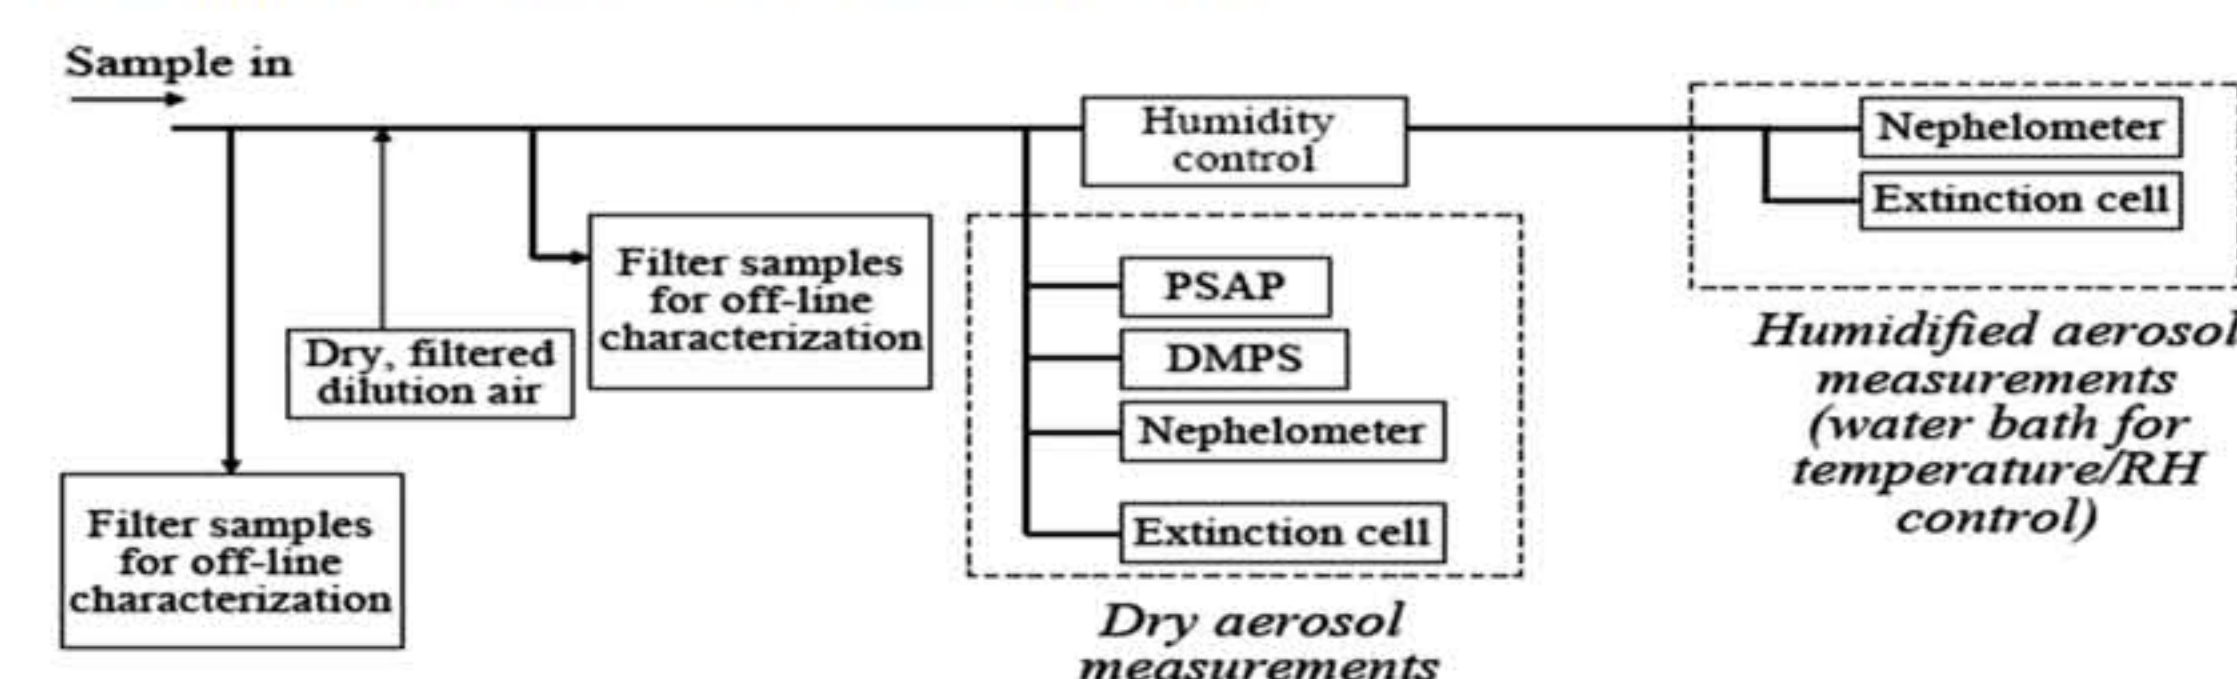 Sample in
Humidity
control
Nephelometer
Extinction cell
Filter samples
for off-line
characterization
PSAP
DMPS
Nephelometer
Extinction cell
Dry, filtered
dilution air
Filter samples
for off-line
characterization
Humidified aerosol
measurements
(water bath for
temperature/RH
control)
Dry aerosol
measurements